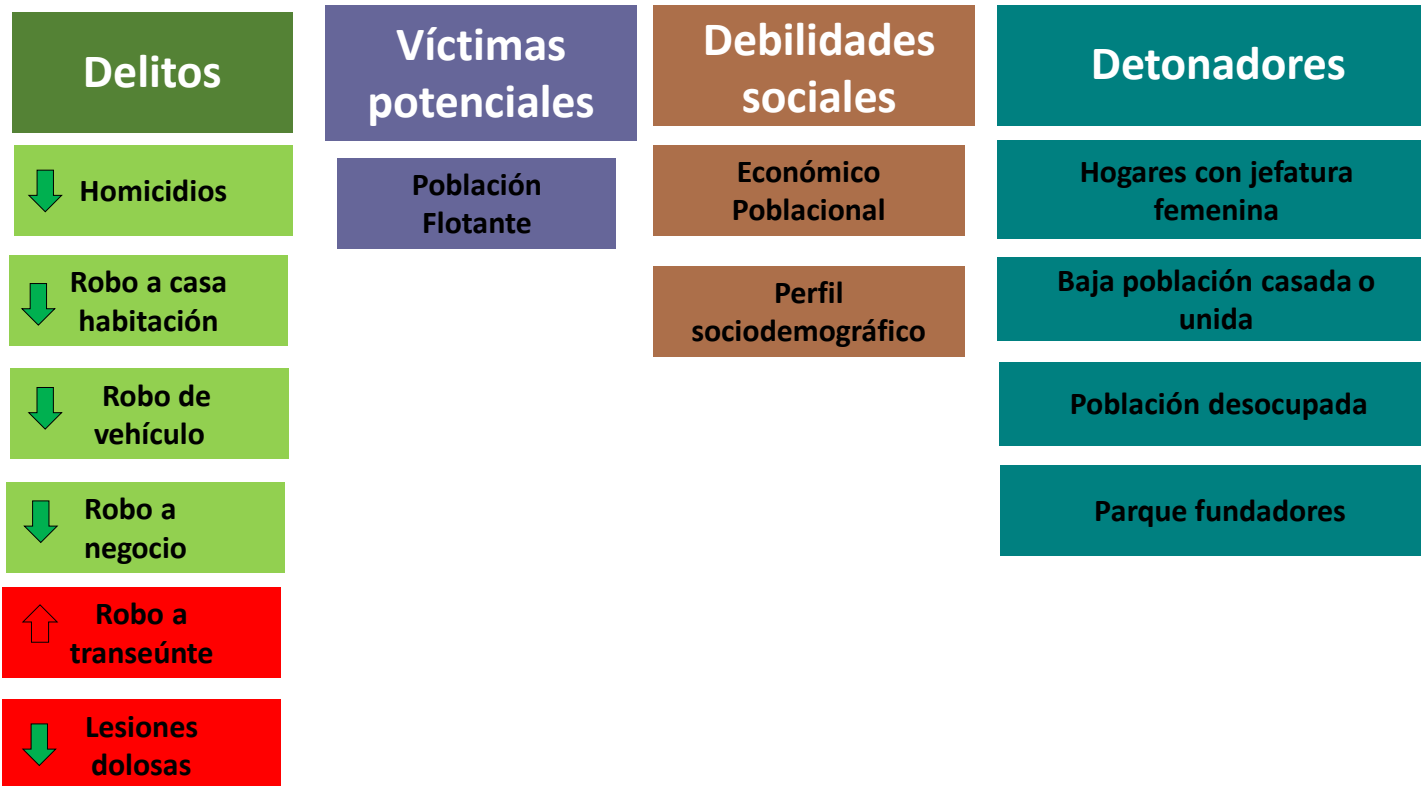 Delitos
Homicidios
Robo a casa
habitación
Robo de
vehículo
Robo a
negocio
Robo a
transeúnte
Lesiones
dolosas
Víctimas
potenciales
Población
Flotante
Debilidades
sociales
Económico
Poblacional
Perfil
sociodemográfico
Detonadores
Hogares con jefatura
femenina
Baja población casada o
unida
Población desocupada
Parque fundadores